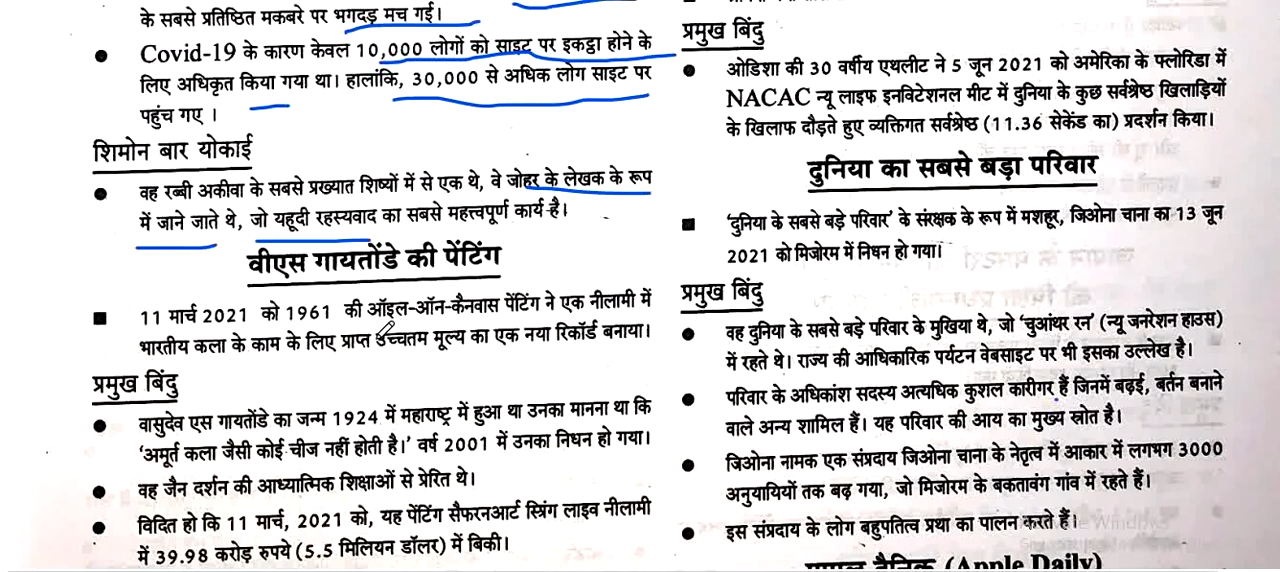 के सबसे प्रतिष्ठित मकबरे पर भगदड़ मच गई।
● Covid-19 के कारण केवल 10,000 लोगों को साइट पर इकट्ठा होने के
लिए अधिकृत किया गया था। हालांकि, 30,000 से अधिक लोग साइट पर
पहुंच गए ।
शिमोन बार योकाई
● वह रब्बी अकीवा के सबसे प्रख्यात शिष्यों में से एक थे, वे जोहर के लेखक के रूप
में जाने जाते थे, जो यहूदी रहस्यवाद का सबसे महत्त्वपूर्ण कार्य है।
वीएस गायतोंडे की पेंटिंग
■ 11 मार्च 2021 को 1961 की ऑइल-ऑन-कैनवास पेंटिंग ने एक नीलामी में
भारतीय कला के काम के लिए प्राप्त उच्चतम मूल्य का एक नया रिकॉर्ड बनाया।
प्रमुख बिंदु
● वासुदेव एस गायतोंडे का जन्म 1924 में महाराष्ट्र में हुआ था उनका मानना था कि
'अमूर्त कला जैसी कोई चीज नहीं होती है।' वर्ष 2001 में उनका निधन हो गया।
● वह जैन दर्शन की आध्यात्मिक शिक्षाओं से प्रेरित थे।
● विदित हो कि 11 मार्च, 2021 को, यह पेंटिंग सैफरनआर्ट स्प्रिंग लाइव नीलामी
में 39.98 करोड़ रुपये (5.5 मिलियन डॉलर) में बिकी।
प्रमुख बिंदु
● ओडिशा की 30 वर्षीय एथलीट ने 5 जून 2021 को अमेरिका के फ्लोरिडा में
NACAC न्यू लाइफ इनविटेशनल मीट में दुनिया के कुछ सर्वश्रेष्ठ खिलाड़ियों
के खिलाफ दौड़ते हुए व्यक्तिगत सर्वश्रेष्ठ (11.36 सेकेंड का) प्रदर्शन किया।
दुनिया का सबसे बड़ा परिवार
■ 'दुनिया के सबसे बड़े परिवार' के संरक्षक के रूप में मशहूर, जिओना चाना का 13 जून
2021 को मिजोरम में निधन हो गया।
प्रमुख बिंदु
● वह दुनिया के सबसे बड़े परिवार के मुखिया थे, जो 'चुआंथर रन' (न्यू जनरेशन हाउस)
में रहते थे। राज्य की आधिकारिक पर्यटन वेबसाइट पर भी इसका उल्लेख है।
● परिवार के अधिकांश सदस्य अत्यधिक कुशल कारीगर हैं जिनमें बढ़ई, बर्तन बनाने
वाले अन्य शामिल हैं। यह परिवार की आय का मुख्य स्रोत है।
● जिओना नामक एक संप्रदाय जिओना चाना के नेतृत्व में आकार में लगभग 3000
अनुयायियों तक बढ़ गया, जो मिजोरम के बकतावंग गांव में रहते हैं।
● इस संप्रदाय के लोग बहुपतित्व प्रथा का पालन करते हैं।
दैनिक (Apple Daily)